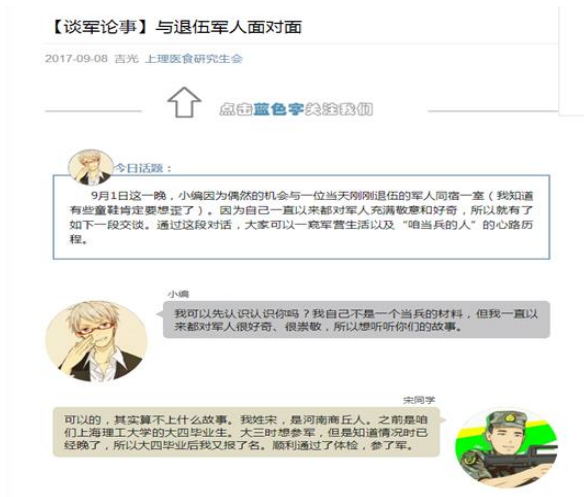 【谈军论事】与退伍军人面对面
2017-09-08 吉光 上理医食研究生会
点击蓝色字关注我们
今日话题：
9月1日这一晚，小编因为偶然的机会与一位当天刚刚退伍的军人同宿一室（我知道
有些童鞋肯定要想歪了）。因为自己一直以来都对军人充满敬意和好奇，所以就有了
如下一段交谈。通过这段对话，大家可以一窥军营生活以及“咱当兵的人”的心路历
程。
小编
我可以先认识认识你吗？我自己不是一个当兵的材料，但我一直以
来都对军人很好奇、很崇敬，所以想听听你们的故事。
宋同学
可以的，其实算不上什么故事。我姓宋，是河南商丘人。之前是咱
们上海理工大学的大四毕业生。大三时想参军，但是知道情况时已
经晚了，所以大四毕业后我又报了名。顺利通过了体检，参了军。